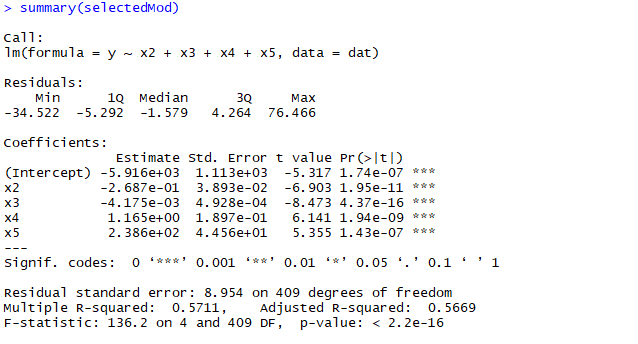 > summary(selectedMod)
Call:
lm(formula = y ~ x2 + x3 + x4 + x5, data = dat)
Residuals:
    Min      1Q  Median      3Q     Max
-34.522  -5.292  -1.579   4.264  76.466
Coefficients:
              Estimate Std. Error t value Pr(>|t|)
(Intercept) -5.916e+03  1.113e+03  -5.317 1.74e-07 ***
x2          -2.687e-01  3.893e-02  -6.903 1.95e-11 ***
x3          -4.175e-03  4.928e-04  -8.473 4.37e-16 ***
x4           1.165e+00  1.897e-01   6.141 1.94e-09 ***
x5           2.386e+02  4.456e+01   5.355 1.43e-07 ***
---
Signif. codes:  0 ‘***’ 0.001 ‘**’ 0.01 ‘*’ 0.05 ‘.’ 0.1 ‘ ’ 1
Residual standard error: 8.954 on 409 degrees of freedom
Multiple R-squared:  0.5711,    Adjusted R-squared:  0.5669
F-statistic: 136.2 on 4 and 409 DF,  p-value: < 2.2e-16